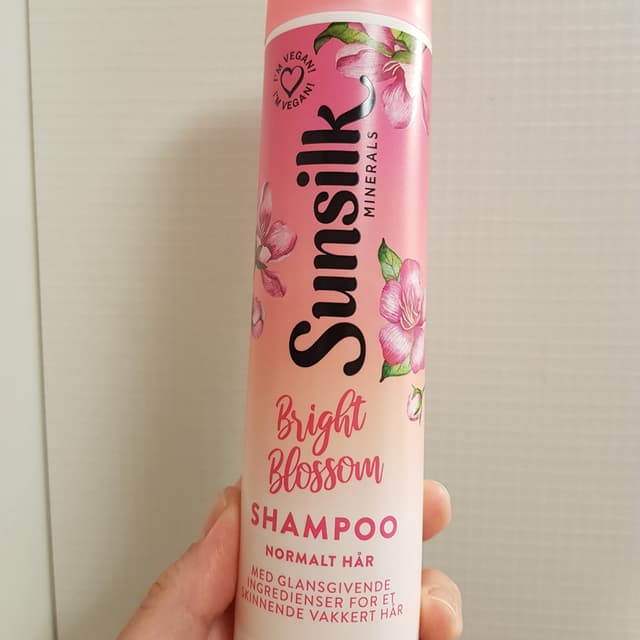 I'M VEGAN!
I'M VEGAN!
Sunsilk
MINERALS
Bright
Blossom
SHAMPOO
NORMALT HÅR
MED GLANSGIVENDE
INGREDIENSER FOR ET
SKINNENDE VAKKERT HÅR